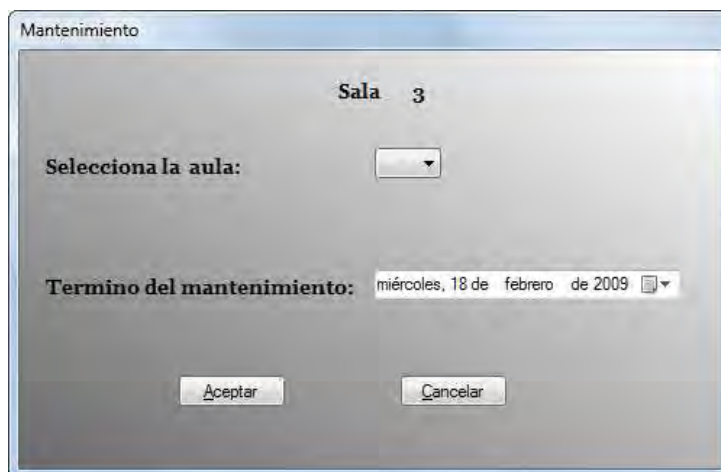 Mantenimiento
Sala 3
Selecciona la aula:
Termino del mantenimiento: miércoles, 18 de febrero de 2009
Aceptar Cancelar